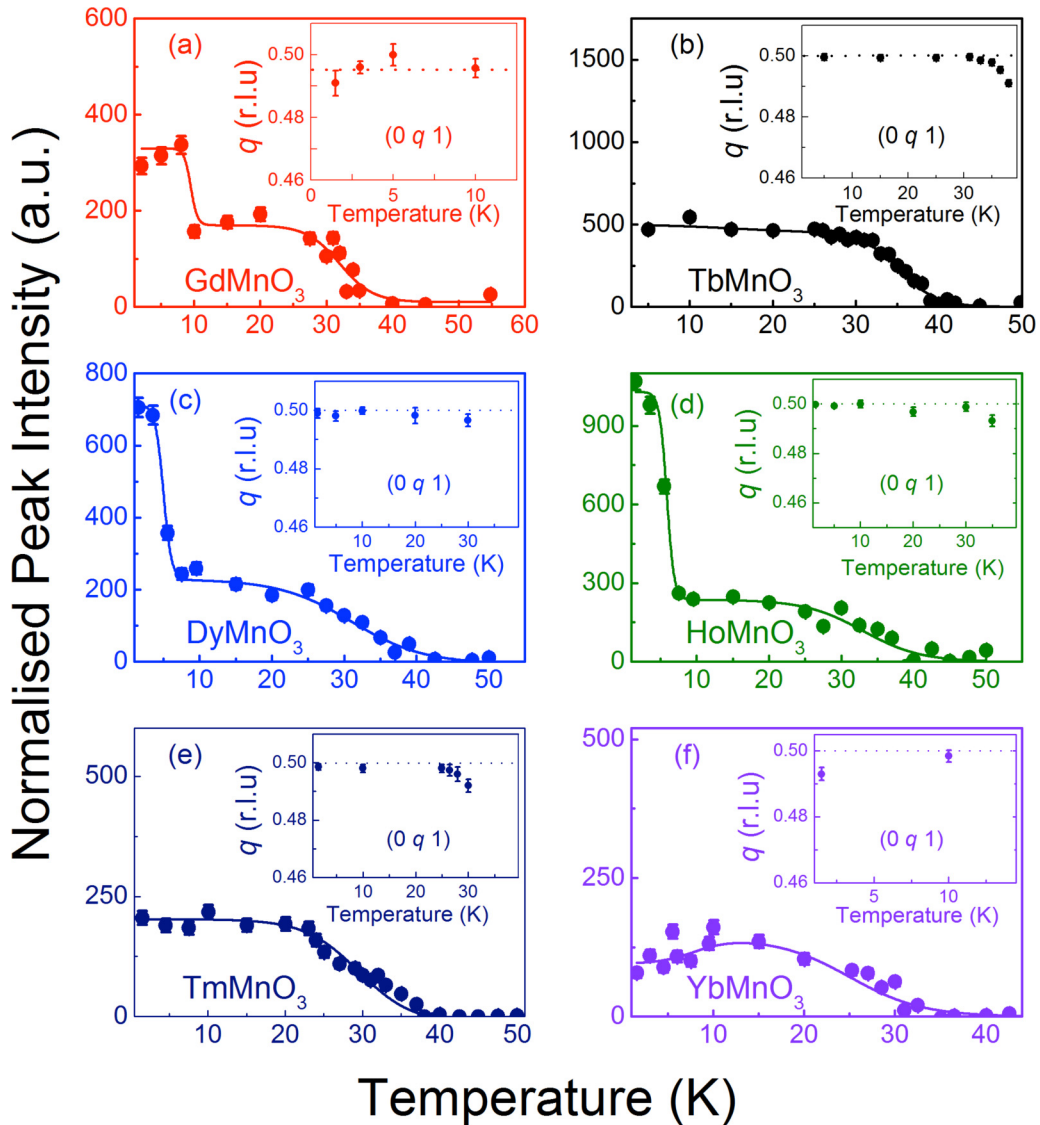 Normalised Peak Intensity (a.u.)
(a)
600
400
200
0
0 10 20 30 40 50 60
GdMnO3
0.50
0.48
0.46
q (r.l.u)
(0 q 1)
0 5 10
Temperature (K)
(b)
1500
1000
500
0
10 20 30 40 50
TbMnO3
0.50
0.48
0.46
q (r.l.u)
(0 q 1)
10 20 30
Temperature (K)
(c)
800
600
400
200
0
10 20 30 40 50
DyMnO3
0.50
0.48
0.46
q (r.l.u)
(0 q 1)
10 20 30
Temperature (K)
(d)
900
600
300
0
10 20 30 40 50
HoMnO3
0.50
0.48
0.46
q (r.l.u)
(0 q 1)
10 20 30
Temperature (K)
(e)
500
250
0
10 20 30 40 50
TmMnO3
0.50
0.48
0.46
q (r.l.u)
(0 q 1)
10 20 30
Temperature (K)
(f)
500
250
0
10 20 30 40
YbMnO3
0.50
0.48
0.46
q (r.l.u)
(0 q 1)
5 10
Temperature (K)
Temperature (K)